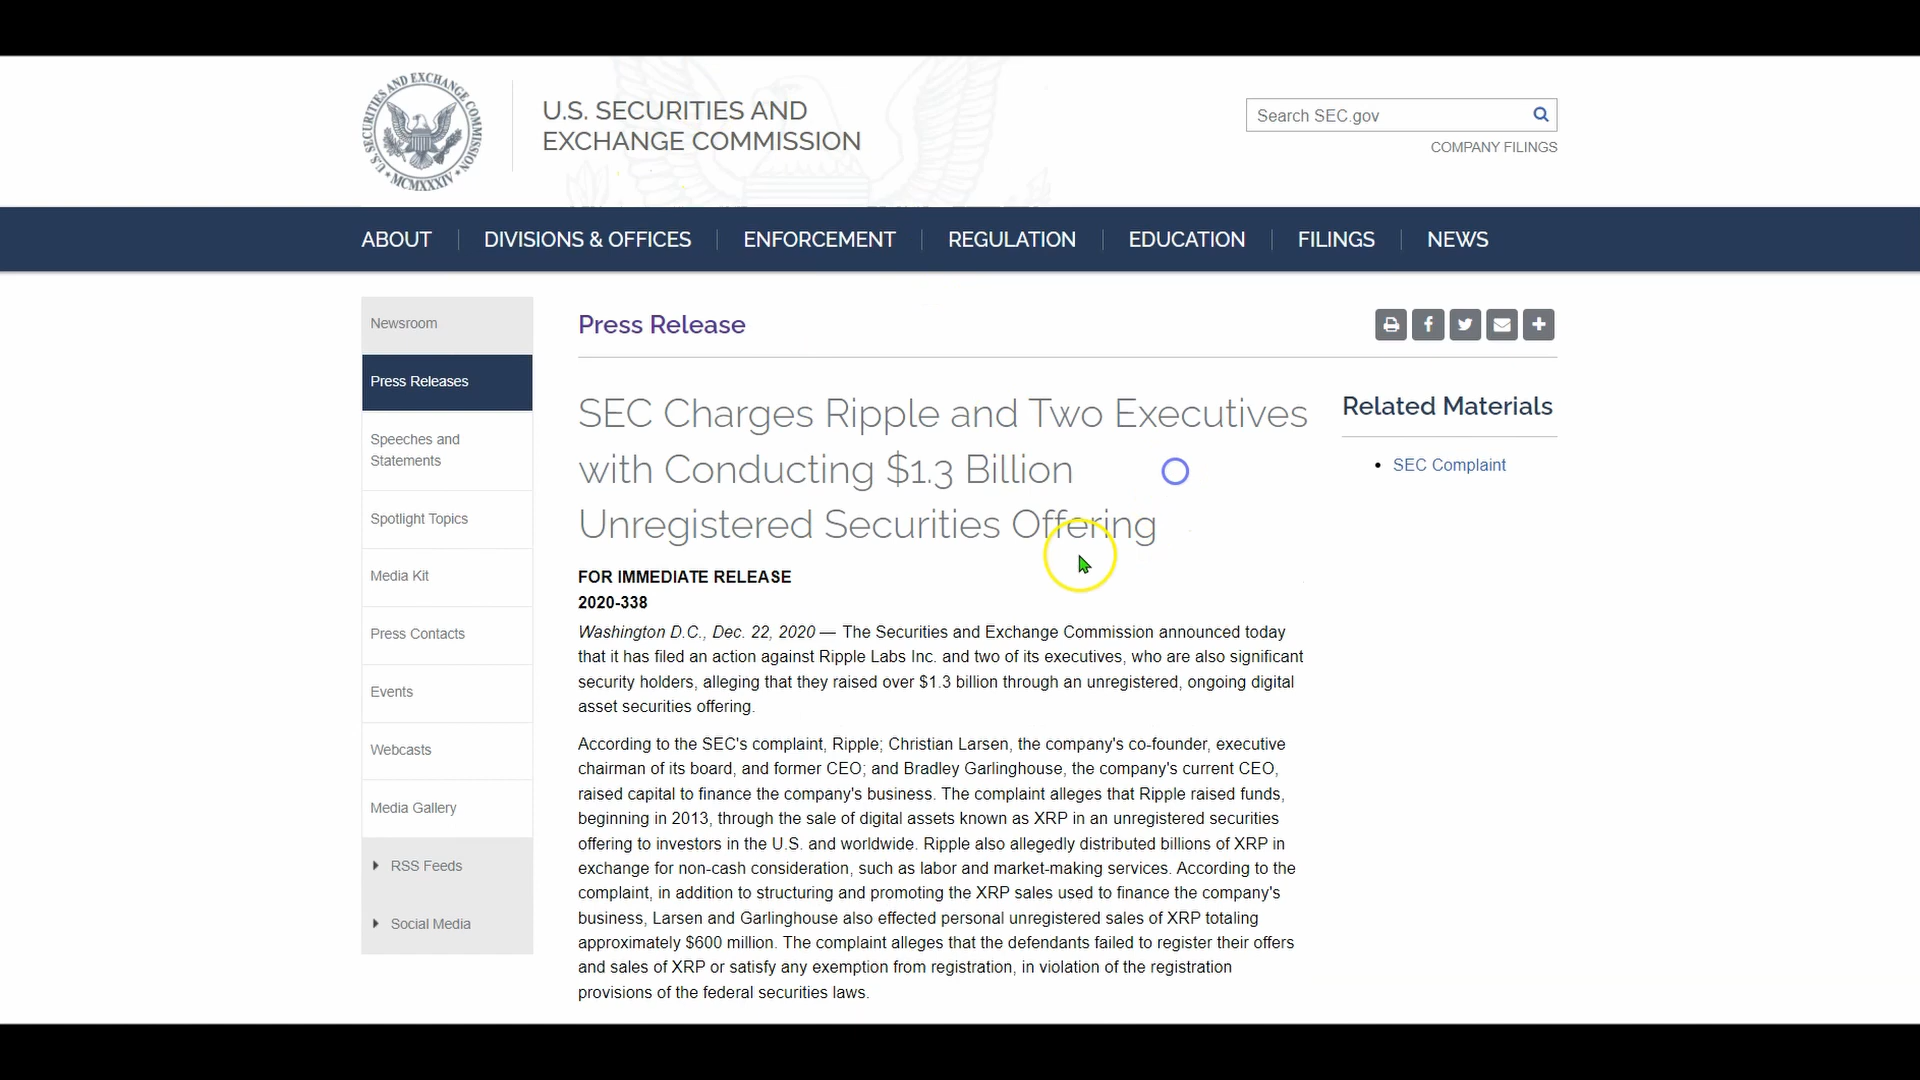 U.S. SECURITIES AND EXCHANGE COMMISSION
MCMXXXIV
U.S. SECURITIES AND
EXCHANGE COMMISSION
Search SEC.gov
COMPANY FILINGS
ABOUT
DIVISIONS & OFFICES
ENFORCEMENT
REGULATION
EDUCATION
FILINGS
NEWS
Newsroom
Press Releases
Speeches and
Statements
Spotlight Topics
Media Kit
Press Contacts
Events
Webcasts
Media Gallery
RSS Feeds
Social Media
Press Release
SEC Charges Ripple and Two Executives
with Conducting $1.3 Billion
Unregistered Securities Offering
FOR IMMEDIATE RELEASE
2020-338
Washington D.C., Dec. 22, 2020 — The Securities and Exchange Commission announced today
that it has filed an action against Ripple Labs Inc. and two of its executives, who are also significant
security holders, alleging that they raised over $1.3 billion through an unregistered, ongoing digital
asset securities offering.
According to the SEC's complaint, Ripple; Christian Larsen, the company's co-founder, executive
chairman of its board, and former CEO; and Bradley Garlinghouse, the company's current CEO,
raised capital to finance the company's business. The complaint alleges that Ripple raised funds,
beginning in 2013, through the sale of digital assets known as XRP in an unregistered securities
offering to investors in the U.S. and worldwide. Ripple also allegedly distributed billions of XRP in
exchange for non-cash consideration, such as labor and market-making services. According to the
complaint, in addition to structuring and promoting the XRP sales used to finance the company's
business, Larsen and Garlinghouse also effected personal unregistered sales of XRP totaling
approximately $600 million. The complaint alleges that the defendants failed to register their offers
and sales of XRP or satisfy any exemption from registration, in violation of the registration
provisions of the federal securities laws.
Related Materials
SEC Complaint